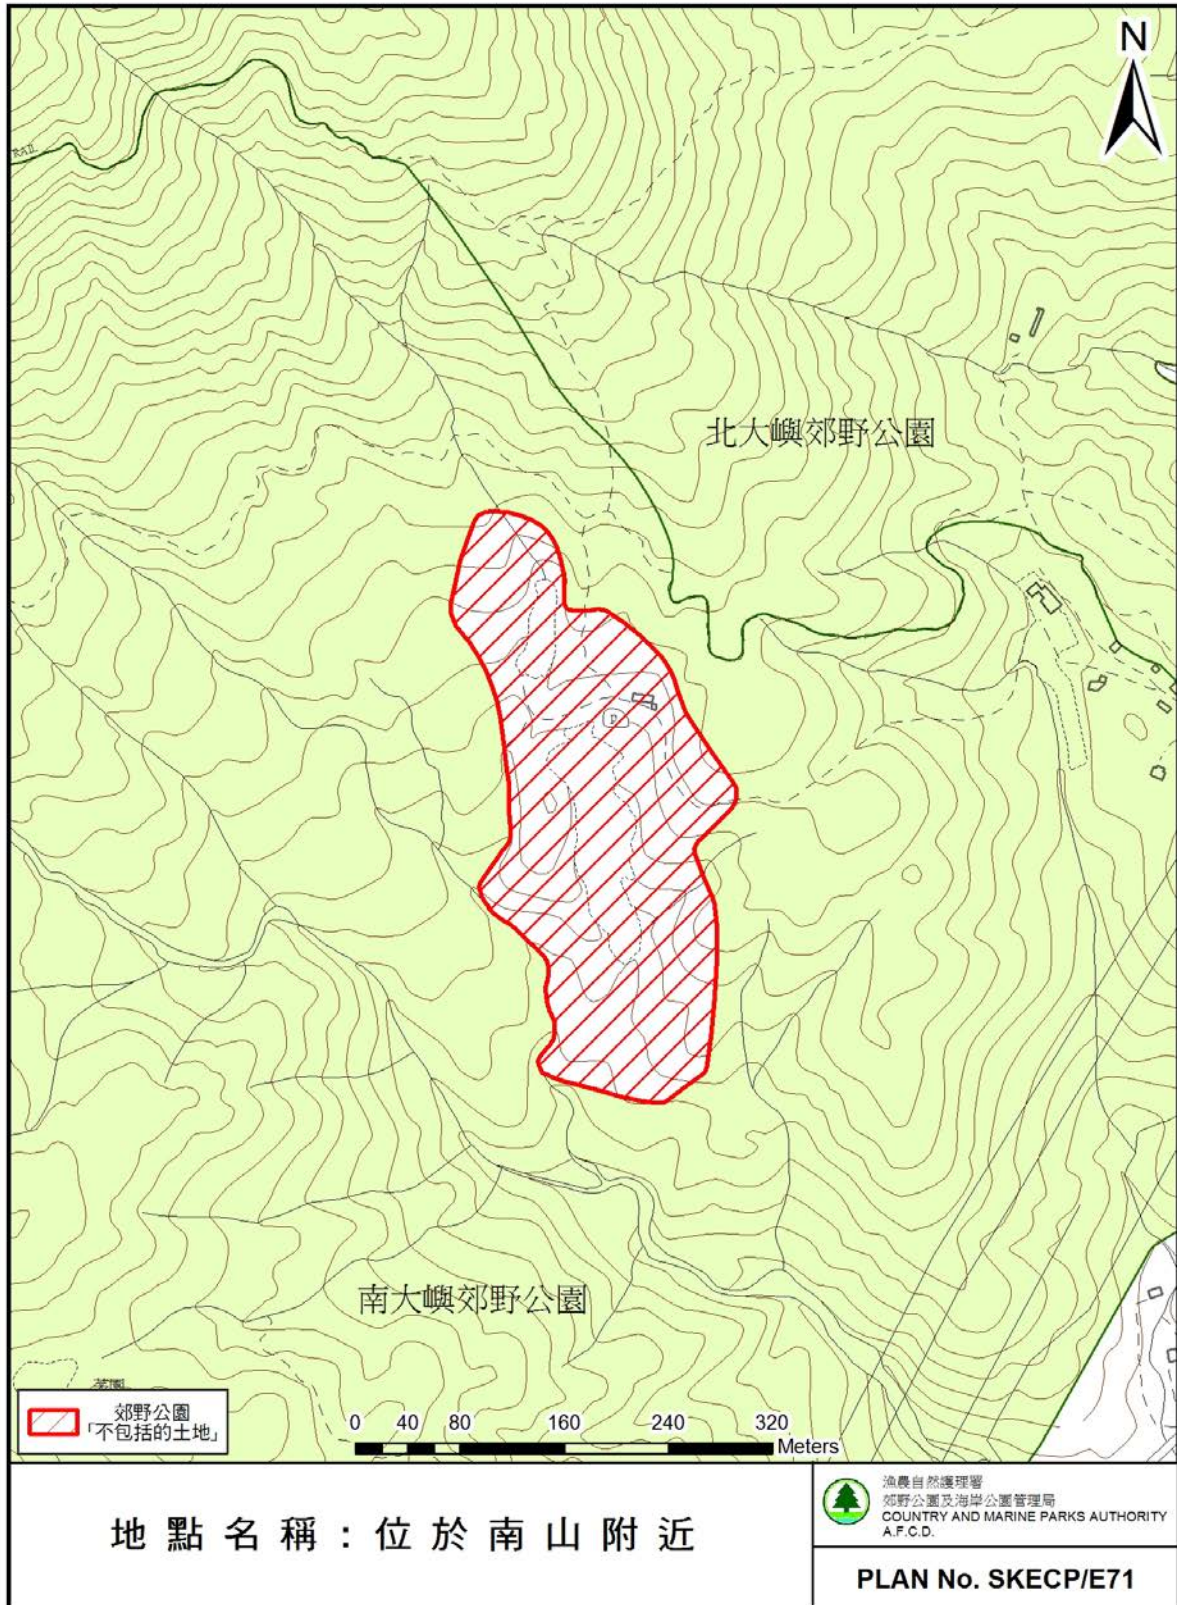 N
RAIL
北大嶼郊野公園
南大嶼郊野公園
茶園
郊野公園
「不包括的土地」
0 40 80 160 240 320
Meters
地點名稱：位於南山附近
漁農自然護理署
郊野公園及海岸公園管理局
COUNTRY AND MARINE PARKS AUTHORITY
A.F.C.D.
PLAN No. SKECP/E71